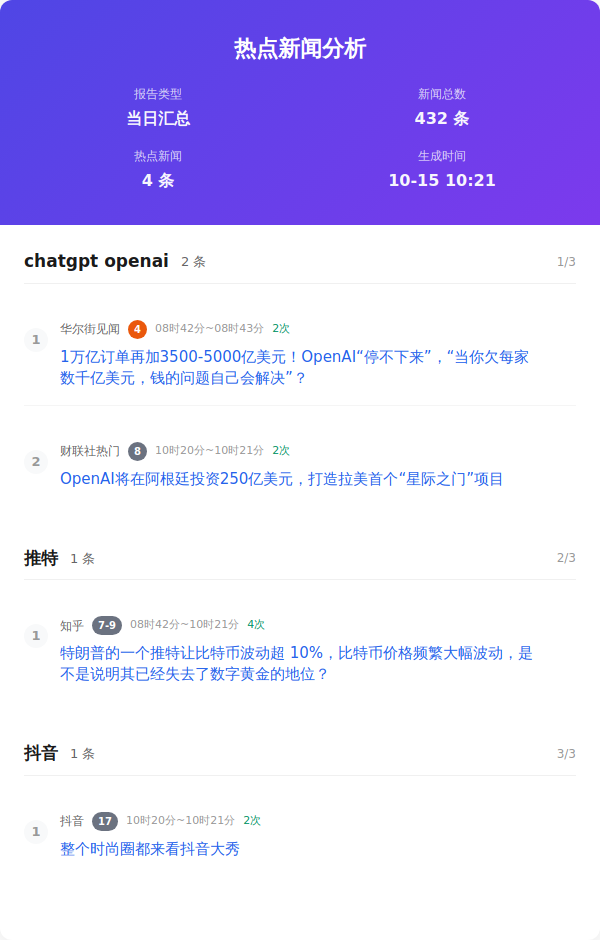 热点新闻分析
报告类型
新闻总数
当日汇总
432 条
热点新闻
生成时间
4 条
10-15 10:21
chatgpt openai 2 条 1/3
1 华尔街见闻 4 08时42分~08时43分 2次
1万亿订单再加3500-5000亿美元！OpenAI“停不下来”，“当你欠每家
数千亿美元，钱的问题自己会解决”？
2 财联社热门 8 10时20分~10时21分 2次
OpenAI将在阿根廷投资250亿美元，打造拉美首个“星际之门”项目
推特 1 条 2/3
1 知乎 7-9 08时42分~10时21分 4次
特朗普的一个推特让比特币波动超 10%，比特币价格频繁大幅波动，是
不是说明其已经失去了数字黄金的地位？
抖音 1 条 3/3
1 抖音 17 10时20分~10时21分 2次
整个时尚圈都来看抖音大秀